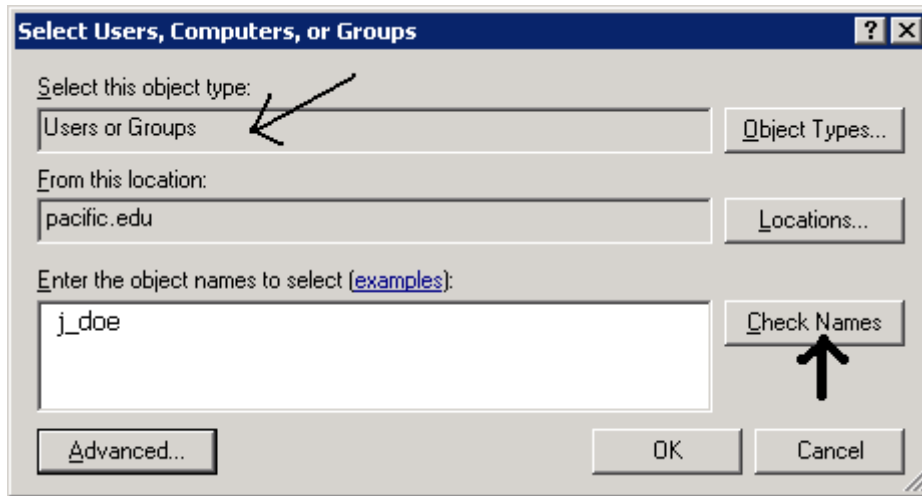 Select Users, Computers, or Groups
Select this object type:
Users or Groups
Object Types...
From this location:
pacific.edu
Locations...
Enter the object names to select (examples):
j_doe
Check Names
Advanced...
OK
Cancel